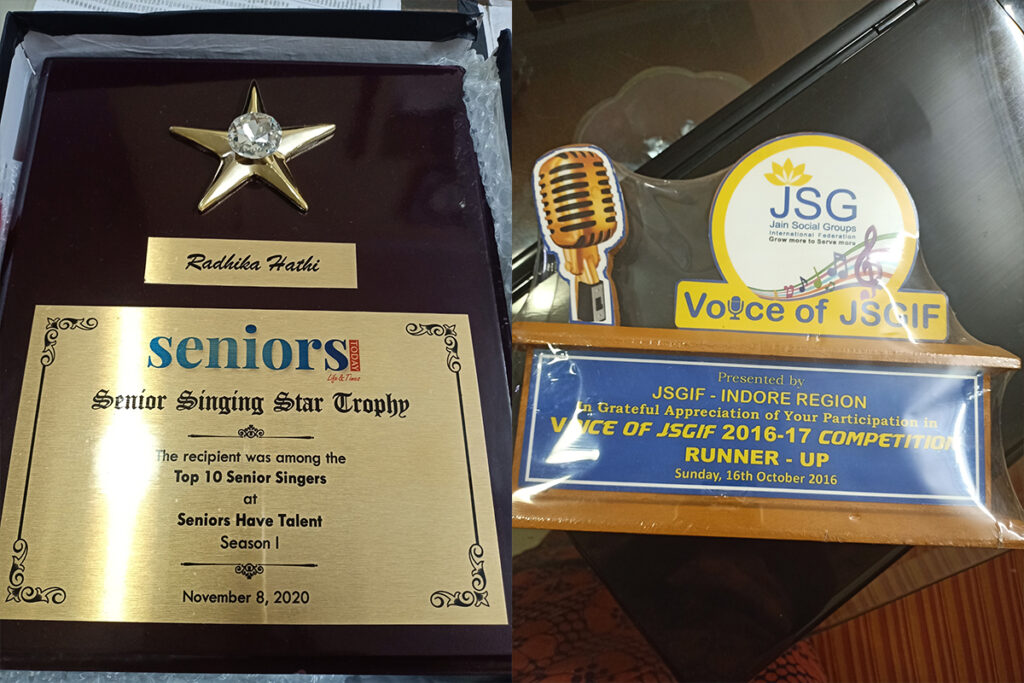 Radhika Hathi
seniors
TODAY
Life & Times
Senior Singing Star Trophy
The recipient was among the
Top 10 Senior Singers
at
Seniors Have Talent
Season I
November 8, 2020
JSG
Jain Social Groups
International Federation
Grow more to Serve more
Voice of JSGIF
Presented by
JSGIF - INDORE REGION
In Grateful Appreciation of Your Participation in
VOICE OF JSGIF 2016-17 COMPETITION
RUNNER - UP
Sunday, 16th October 2016